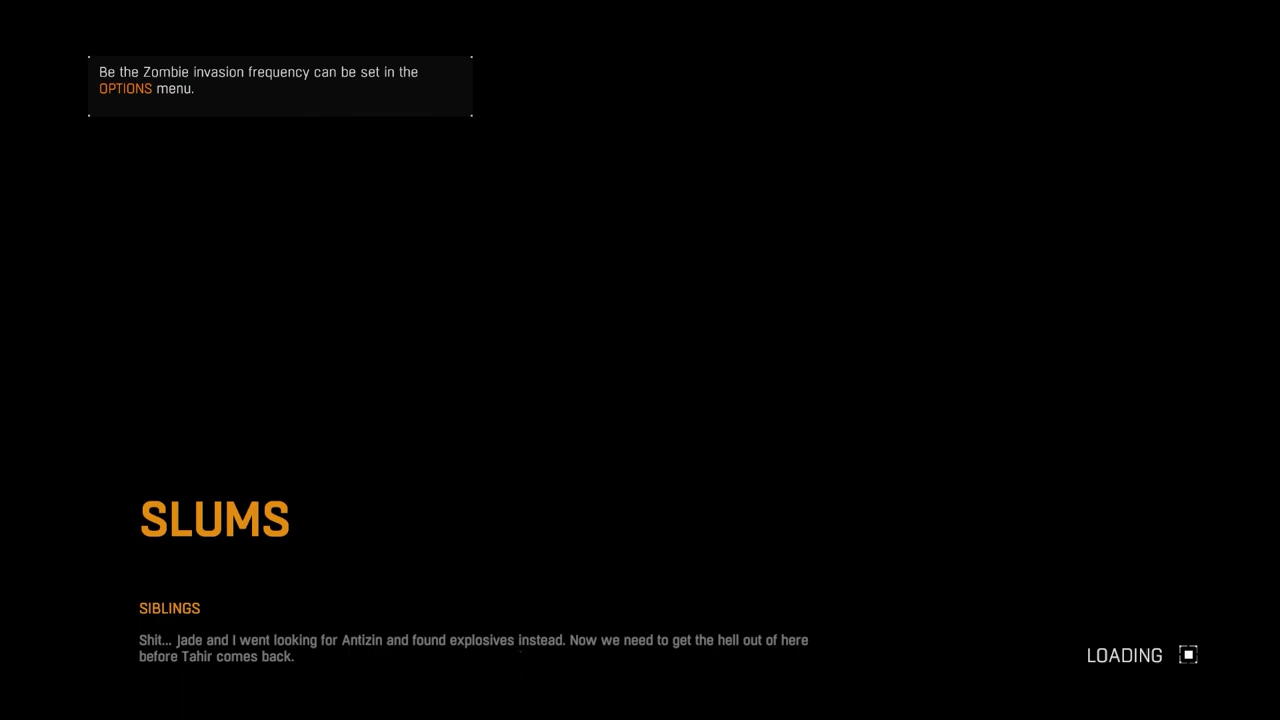 Be the Zombie invasion frequency can be set in the
OPTIONS menu.
SLUMS
SIBLINGS
Shit... Jade and I went looking for Antizin and found explosives instead. Now we need to get the hell out of here
before Tahir comes back.
LOADING